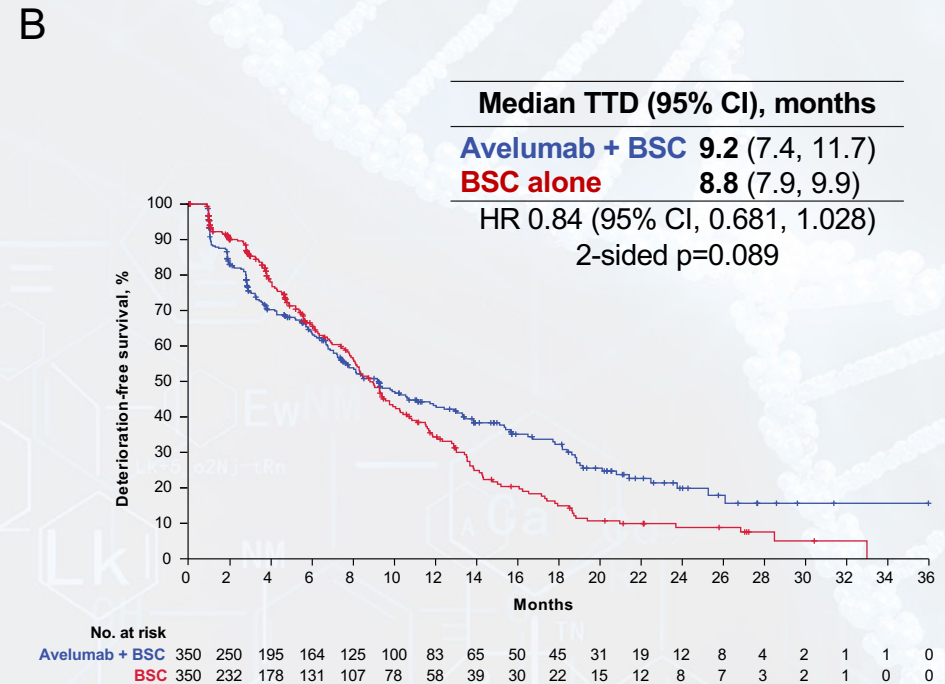 B
Median TTD (95% CI), months
Avelumab + BSC 9.2 (7.4, 11.7)
BSC alone 8.8 (7.9, 9.9)
HR 0.84 (95% CI, 0.681, 1.028)
2-sided p=0.089
Deterioration-free survival, %
100
90
80
70
60
50
40
30
20
10
0
0 2 4 6 8 10 12 14 16 18 20 22 24 26 28 30 32 34 36
Months
No. at risk
Avelumab + BSC 350 250 195 164 125 100 83 65 50 45 31 19 12 8 4 2 1 1 0
BSC 350 232 178 131 107 78 58 39 30 22 15 12 8 7 3 2 1 0 0
Ew
Lk
NM
Ca
TN